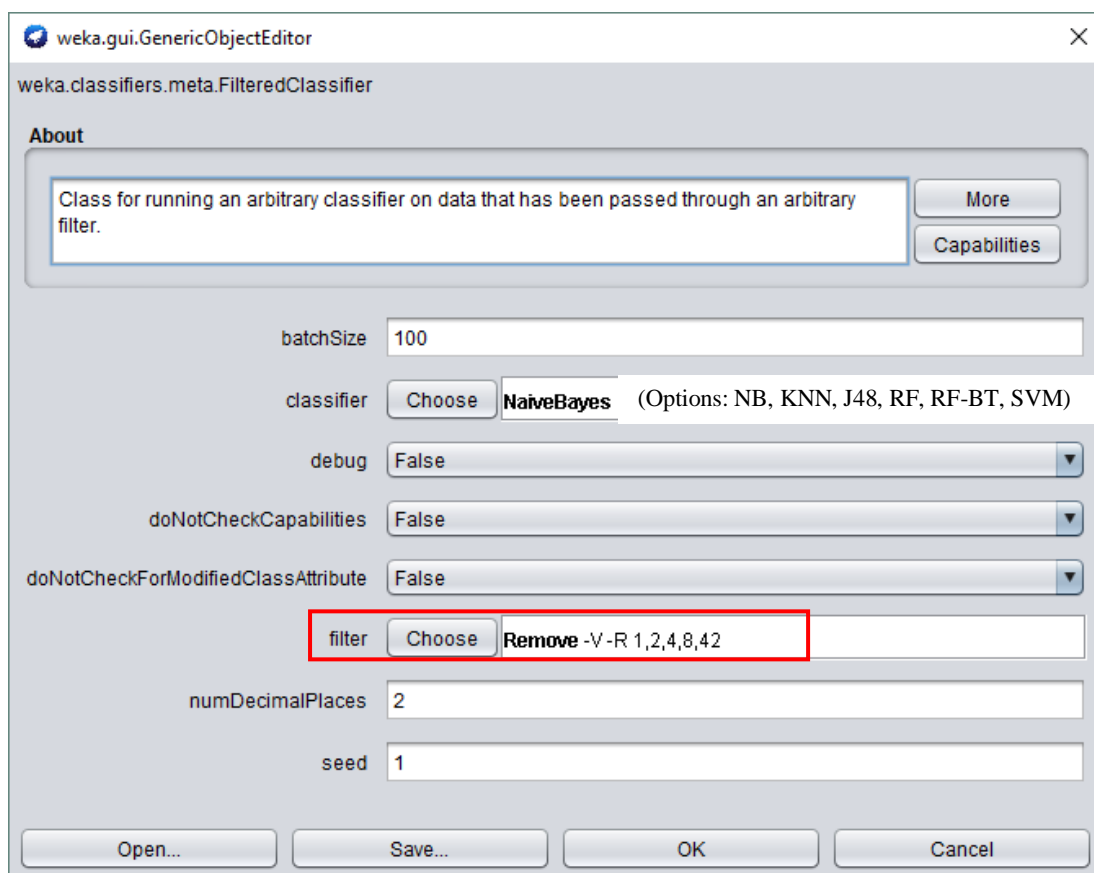 weka.gui.GenericObjectEditor
weka.classifiers.meta.FilteredClassifier
About
Class for running an arbitrary classifier on data that has been passed through an arbitrary
filter.
More
Capabilities
batchSize 100
classifier Choose NaiveBayes (Options: NB, KNN, J48, RF, RF-BT, SVM)
debug False
doNotCheckCapabilities False
doNotCheckForModifiedClassAttribute False
filter Choose Remove -V -R 1,2,4,8,42
numDecimalPlaces 2
seed 1
Open... Save... OK Cancel